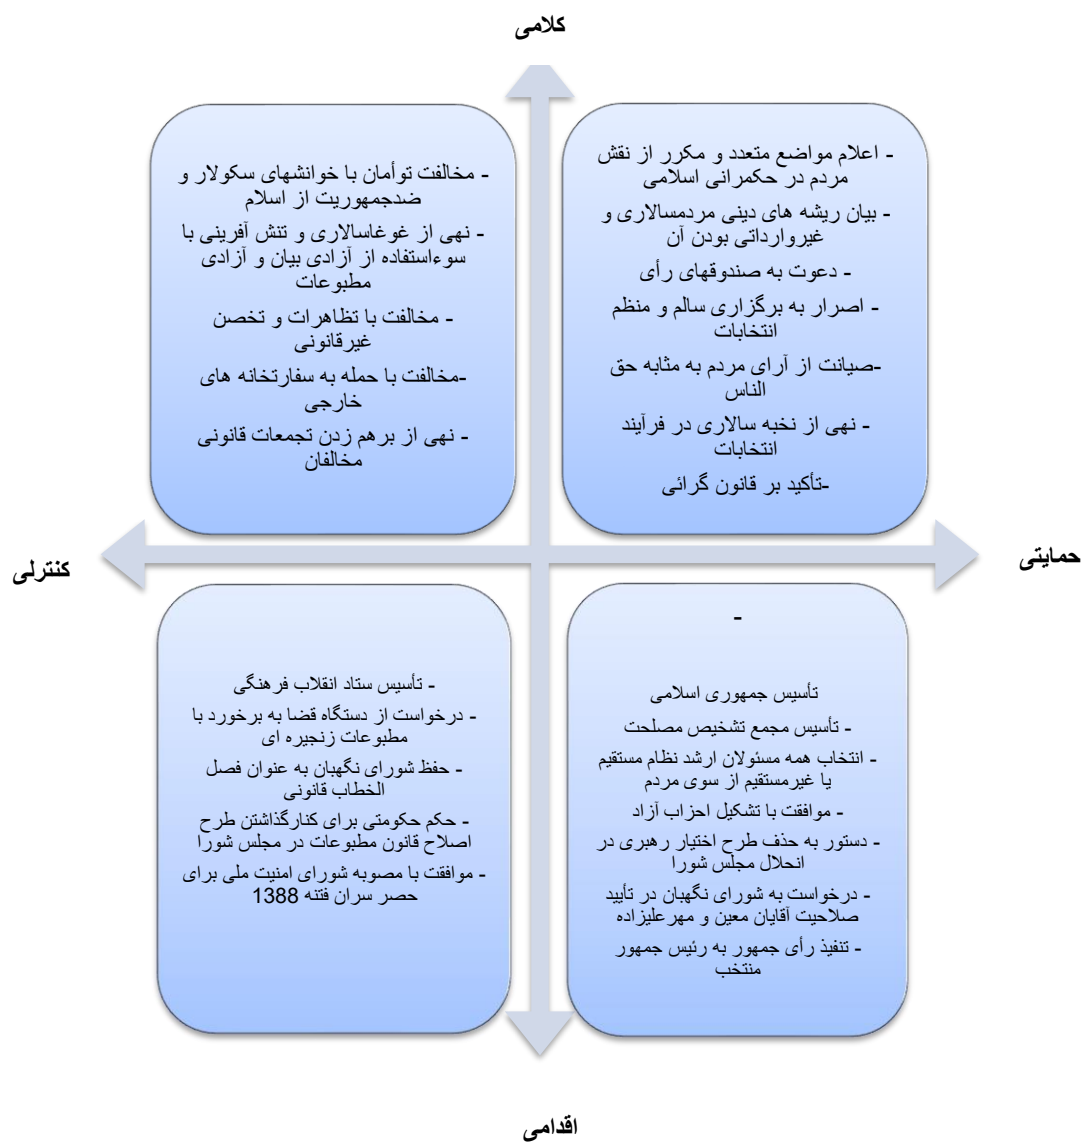 کلامی
- اعلام مواضع متعدد و مکرر از نقش
مردم در حکمرانی اسلامی
- بیان ریشه های دینی مردمسالاری و
غیروارداتی بودن آن
- دعوت به صندوقهای رأی
- اصرار به برگزاری سالم و منظم
انتخابات
-صیانت از آرای مردم به مثابه حق
الناس
- نهی از نخبه سالاری در فرآیند
انتخابات
-تأکید بر قانون گرائی
- مخالفت توأمان با خوانشهای سکولار و
ضدجمهوریت از اسلام
- نهی از غوغاسالاری و تنش آفرینی با
سوءاستفاده از آزادی بیان و آزادی
مطبوعات
- مخالفت با تظاهرات و تخصن
غیرقانونی
-مخالفت با حمله به سفارتخانه های
خارجی
- نهی از برهم زدن تجمعات قانونی
مخالفان
حمایتی
کنترلی
-
تأسیس جمهوری اسلامی
- تأسیس مجمع تشخیص مصلحت
- انتخاب همه مسئولان ارشد نظام مستقیم
یا غیرمستقیم از سوی مردم
- موافقت با تشکیل احزاب آزاد
- دستور به حذف طرح اختیار رهبری در
انحلال مجلس شورا
- درخواست به شورای نگهبان در تأیید
صلاحیت آقایان معین و مهرعلیزاده
- تنفیذ رأی جمهور به رئیس جمهور
منتخب
- تأسیس ستاد انقلاب فرهنگی
- درخواست از دستگاه قضا به برخورد با
مطبوعات زنجیره ای
- حفظ شورای نگهبان به عنوان فصل
الخطاب قانونی
- حکم حکومتی برای کنارگذاشتن طرح
اصلاح قانون مطبوعات در مجلس شورا
- موافقت با مصوبه شورای امنیت ملی برای
حصر سران فتنه 1388
اقدامی